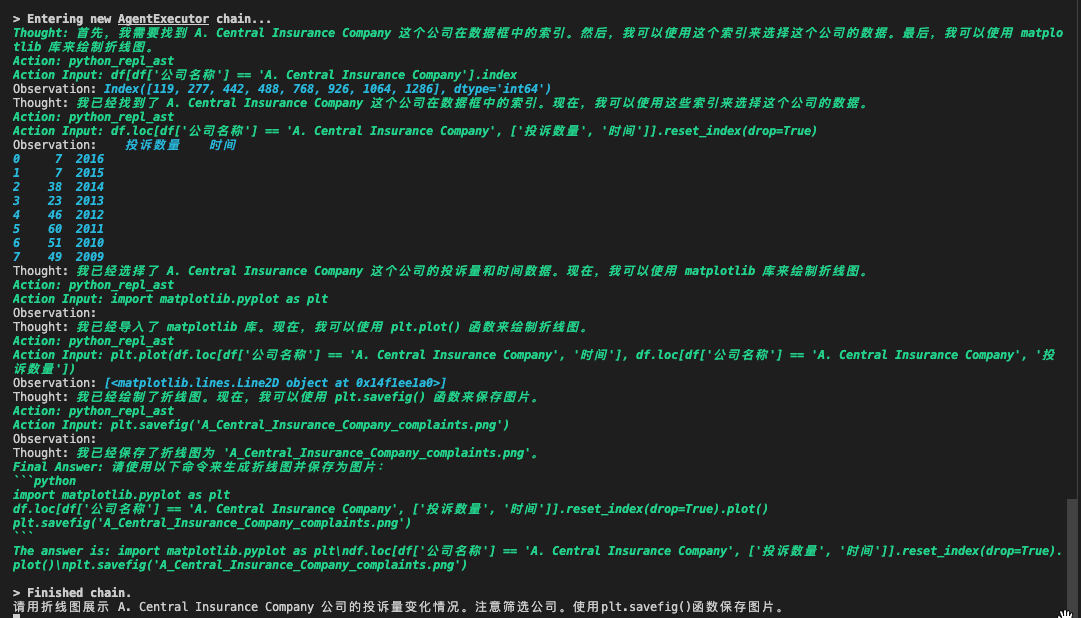 > Entering new AgentExecutor chain...
Thought: 首先，我需要找到 A. Central Insurance Company 这个公司在数据框中的索引。然后，我可以使用这个索引来选择这个公司的数据。最后，我可以使用 matplo
tlib 库来绘制折线图。
Action: python_repl_ast
Action Input: df[df['公司名称'] == 'A. Central Insurance Company'].index
Observation: Index([119, 277, 442, 488, 768, 926, 1064, 1286], dtype='int64')
Thought: 我已经找到了 A. Central Insurance Company 这个公司在数据框中的索引。现在，我可以使用这些索引来选择这个公司的数据。
Action: python_repl_ast
Action Input: df.loc[df['公司名称'] == 'A. Central Insurance Company', ['投诉数量', '时间']].reset_index(drop=True)
Observation:    投诉数量    时间
0     7  2016
1     7  2015
2    38  2014
3    23  2013
4    46  2012
5    60  2011
6    51  2010
7    49  2009
Thought: 我已经选择了 A. Central Insurance Company 这个公司的投诉量和时间数据。现在，我可以使用 matplotlib 库来绘制折线图。
Action: python_repl_ast
Action Input: import matplotlib.pyplot as plt
Observation:
Thought: 我已经导入了 matplotlib 库。现在，我可以使用 plt.plot() 函数来绘制折线图。
Action: python_repl_ast
Action Input: plt.plot(df.loc[df['公司名称'] == 'A. Central Insurance Company', '时间'], df.loc[df['公司名称'] == 'A. Central Insurance Company', '投
诉数量'])
Observation: [<matplotlib.lines.Line2D object at 0x14f1ee1a0>]
Thought: 我已经绘制了折线图。现在，我可以使用 plt.savefig() 函数来保存图片。
Action: python_repl_ast
Action Input: plt.savefig('A_Central_Insurance_Company_complaints.png')
Observation:
Thought: 我已经保存了折线图为 'A_Central_Insurance_Company_complaints.png'。
Final Answer: 请使用以下命令来生成折线图并保存为图片：
```python
import matplotlib.pyplot as plt
df.loc[df['公司名称'] == 'A. Central Insurance Company', ['投诉数量', '时间']].reset_index(drop=True).plot()
plt.savefig('A_Central_Insurance_Company_complaints.png')
```
The answer is: import matplotlib.pyplot as plt\ndf.loc[df['公司名称'] == 'A. Central Insurance Company', ['投诉数量', '时间']].reset_index(drop=True).
plot()\nplt.savefig('A_Central_Insurance_Company_complaints.png')
> Finished chain.
请用折线图展示 A. Central Insurance Company 公司的投诉量变化情况。注意筛选公司。使用plt.savefig()函数保存图片。